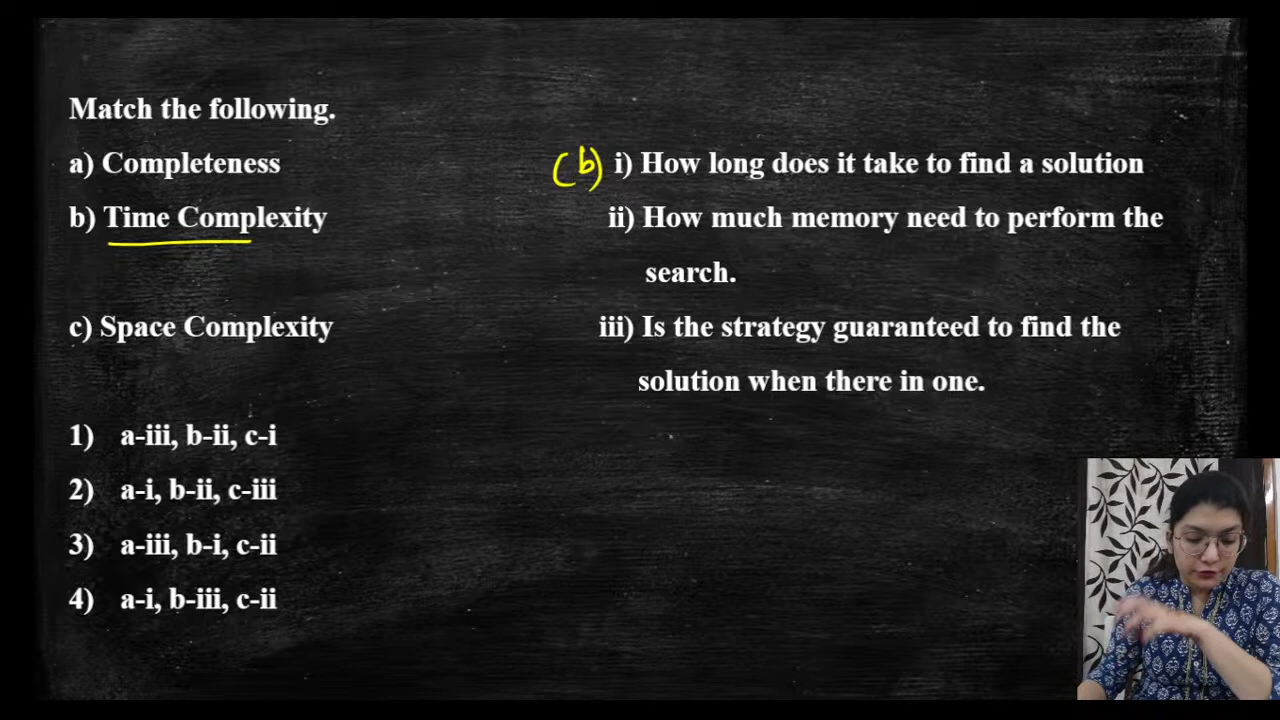 Match the following.
a) Completeness (b) i) How long does it take to find a solution
b) Time Complexity ii) How much memory need to perform the
search.
c) Space Complexity iii) Is the strategy guaranteed to find the
solution when there in one.
1) a-iii, b-ii, c-i
2) a-i, b-ii, c-iii
3) a-iii, b-i, c-ii
4) a-i, b-iii, c-ii